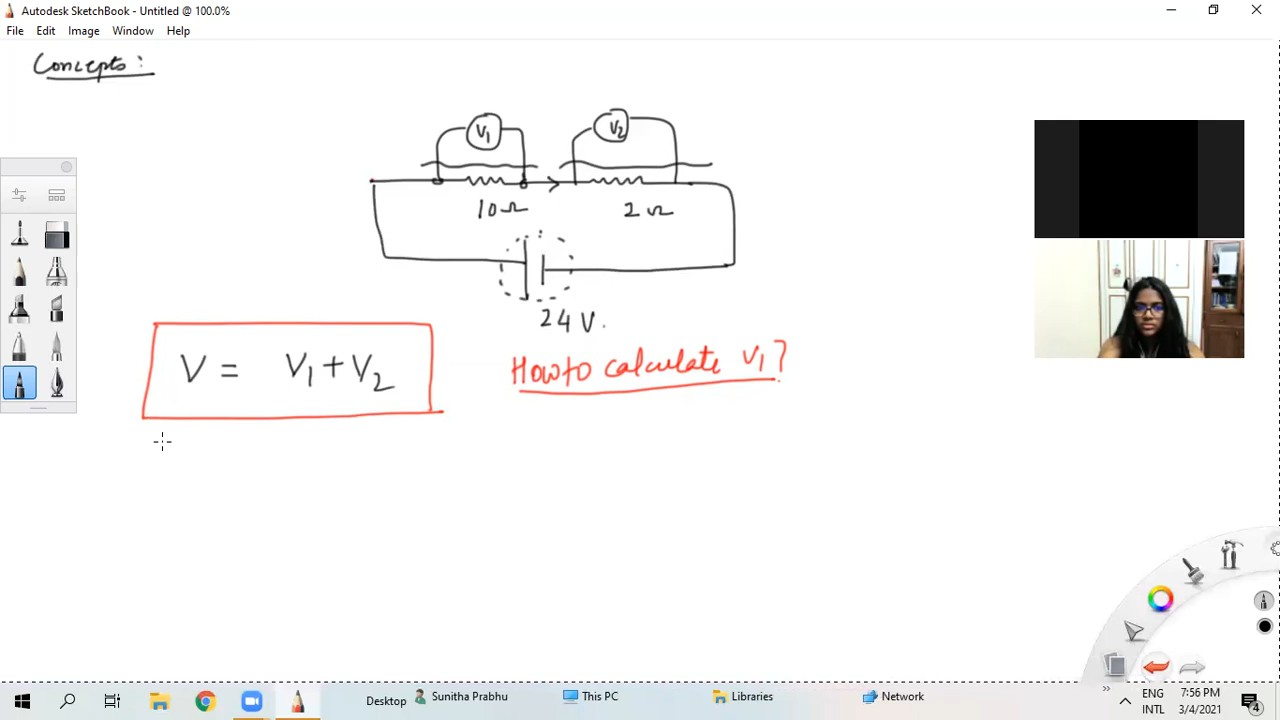 Autodesk SketchBook - Untitled @ 100.0%
File Edit Image Window Help
Concepts:
V1 V2
10Ω 2Ω
24 V.
V = V1 + V2
How to calculate V1?
Desktop Sunitha Prabhu This PC Libraries Network
ENG
INTL
7:56 PM
3/4/2021
4